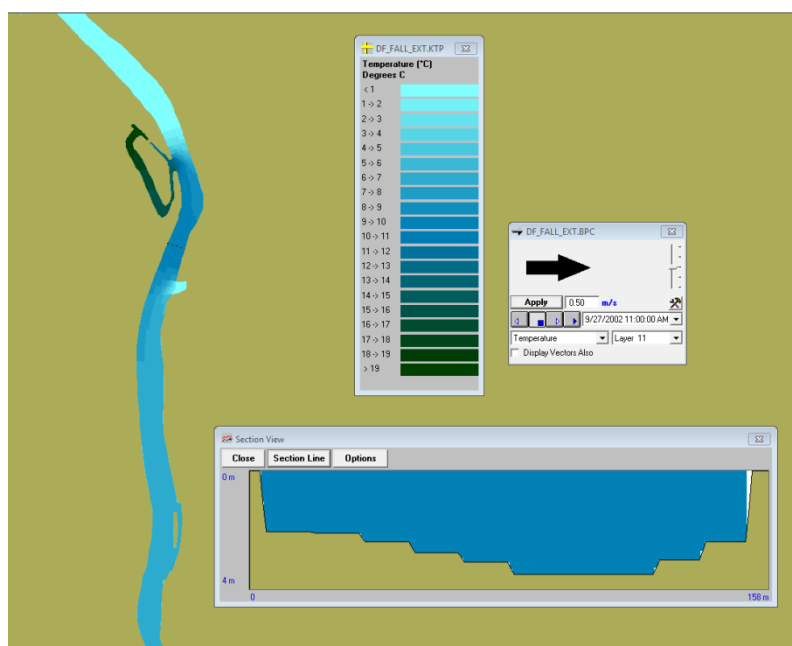 DF_FALL_EXT.KTP
Temperature (°C)
Degrees C
< 1
1 -> 2
2 -> 3
3 -> 4
4 -> 5
5 -> 6
6 -> 7
7 -> 8
8 -> 9
9 -> 10
10 -> 11
11 -> 12
12 -> 13
13 -> 14
14 -> 15
15 -> 16
16 -> 17
17 -> 18
18 -> 19
> 19
DF_FALL_EXT.BPC
Apply 0.50 m/s
9/27/2002 11:00:00 AM
Temperature Layer 11
Display Vectors Also
Section View
Close Section Line Options
0 m
4 m
0 158 m